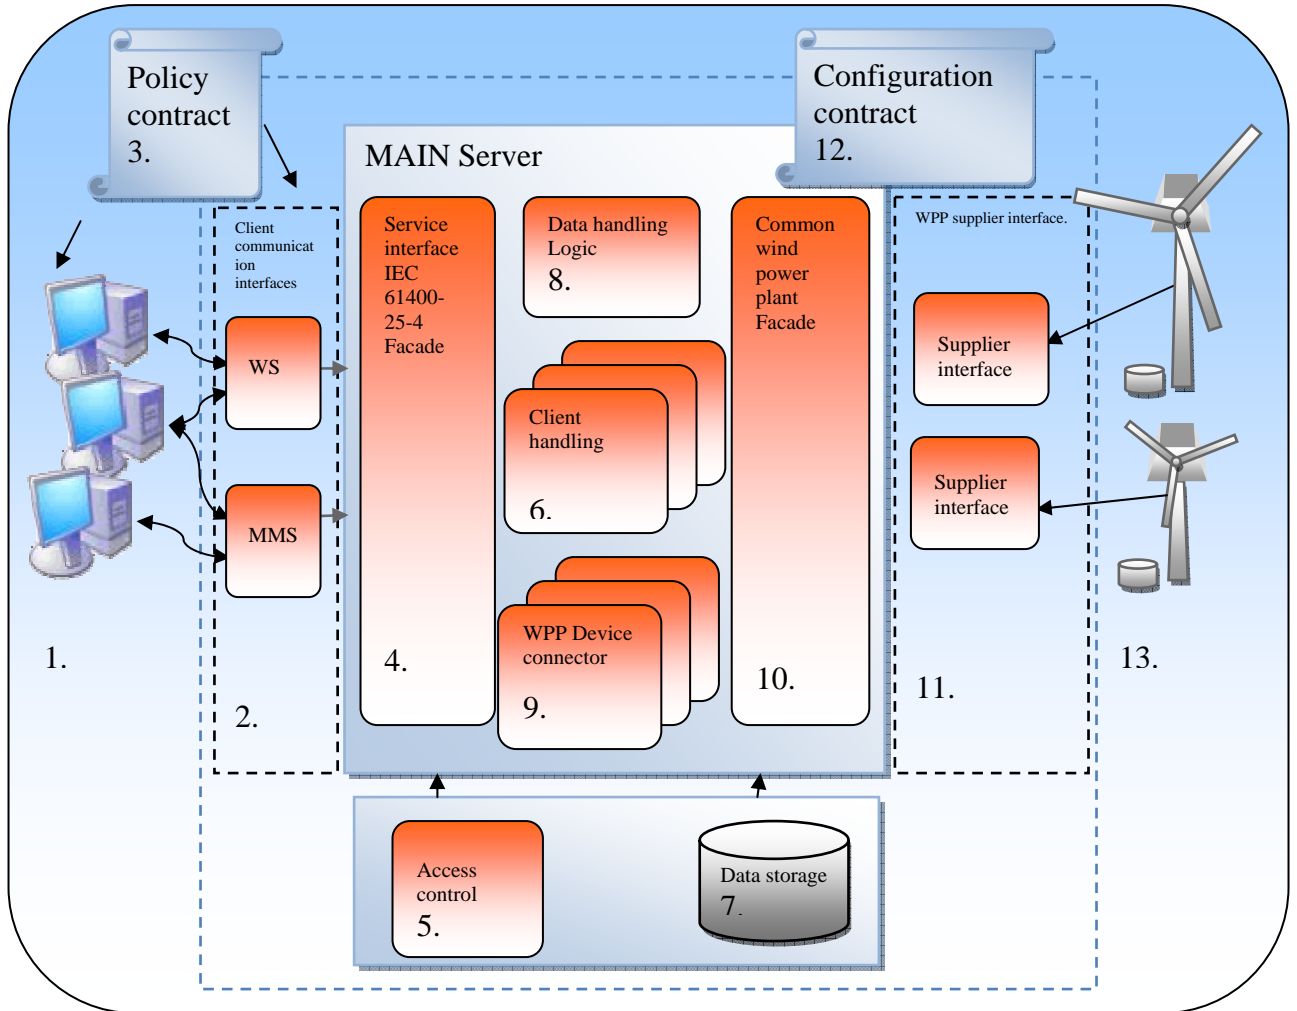 Policy
contract
3.
Configuration
contract
12.
MAIN Server
Client
communicat
ion
interfaces
WS
MMS
2.
1.
Service
interface
IEC
61400-
25-4
Facade
4.
Data handling
Logic
8.
Client
handling
6.
WPP Device
connector
9.
Common
wind
power
plant
Facade
10.
WPP supplier interface.
Supplier
interface
Supplier
interface
11.
13.
Access
control
5.
Data storage
7.